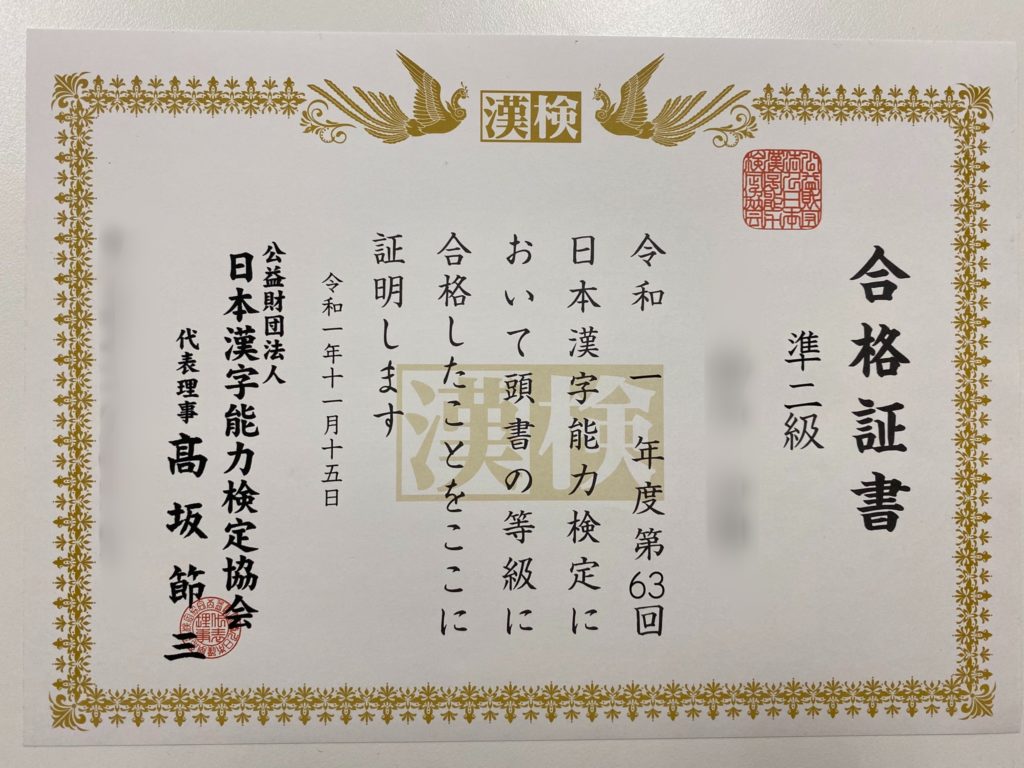 漢検
合格証書
準二級
令和一年度第63回
日本漢字能力検定に
おいて頭書の等級に
合格したことをここに
証明します
漢検
令和一年十一月十五日
公益財団法人
日本漢字能力検定協会
代表理事 髙坂節三